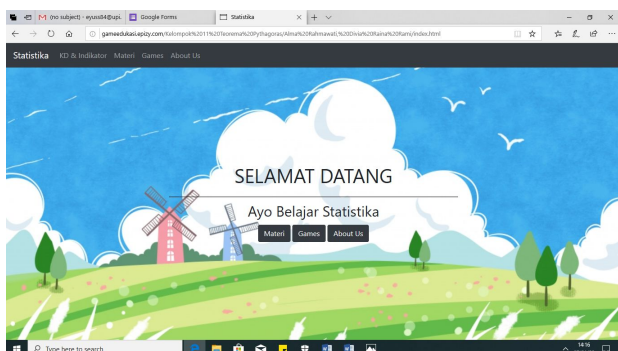 (no subject) - eyuss84@upi.
Google Forms
Statistika
gameedukasi.epizy.com/Kelompok%2011%20Teorema%20Pythagoras/Alma%20Rahmawati,%20Divia%20Raina%20Rami/index.html
Statistika KD & Indikator Materi Games About Us
SELAMAT DATANG
Ayo Belajar Statistika
Materi Games About Us
Type here to search
14:16